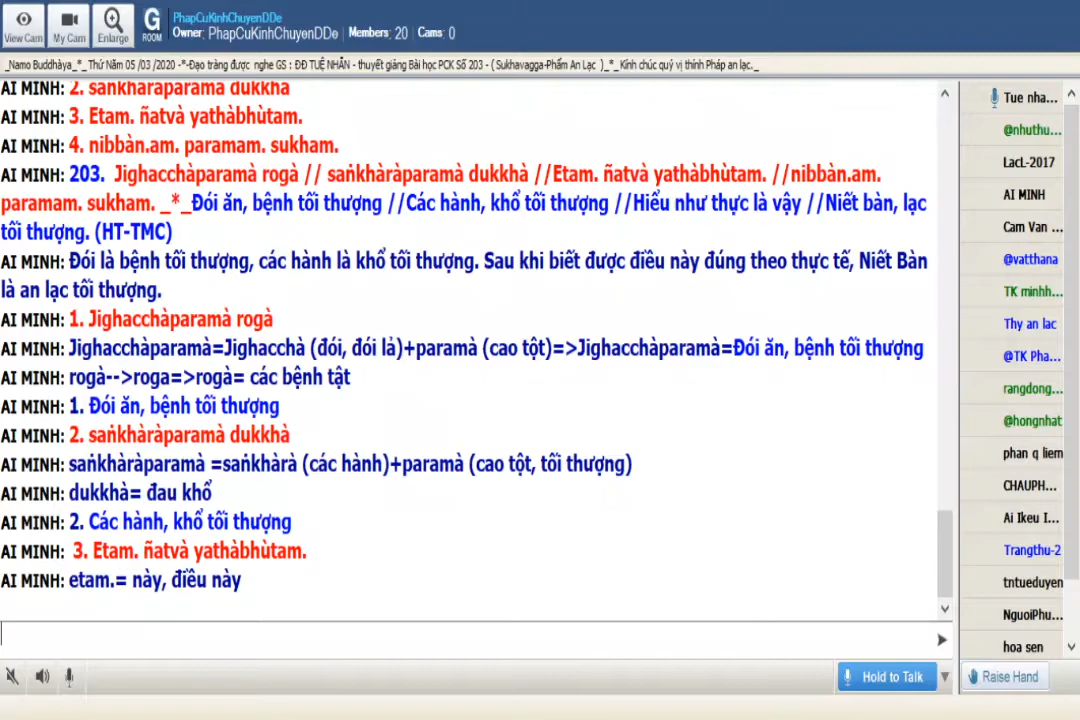 View Cam
My Cam
Enlarge
G ROOM
PhapCuKinhChuyenDDe
Owner: PhapCuKinhChuyenDDe Members: 20 Cams: 0
_Namo Buddhàya_*_ Thứ Năm 05 /03 /2020 -*-Đạo tràng được nghe GS : ĐĐ TUỆ NHẪN - thuyết giảng Bài học PCK Số 203 - ( Sukhavagga-Phẩm An Lạc )_*_Kính chúc quý vị thính Pháp an lạc._
AI MINH: 2. saṅkhàràparamà dukkhà
AI MINH: 3. Etam. ñatvà yathàbhùtam.
AI MINH: 4. nibbàn.am. paramam. sukham.
AI MINH: 203. Jighacchàparamà rogà // saṅkhàràparamà dukkhà //Etam. ñatvà yathàbhùtam. //nibbàn.am.
paramam. sukham. _*_Đói ăn, bệnh tối thượng //Các hành, khổ tối thượng //Hiểu như thực là vậy //Niết bàn, lạc
tối thượng. (HT-TMC)
AI MINH: Đói là bệnh tối thượng, các hành là khổ tối thượng. Sau khi biết được điều này đúng theo thực tế, Niết Bàn
là an lạc tối thượng.
AI MINH: 1. Jighacchàparamà rogà
AI MINH: Jighacchàparamà=Jighacchà (đói, đói là)+paramà (cao tột)=>Jighacchàparamà=Đói ăn, bệnh tối thượng
AI MINH: rogà-->roga=>rogà= các bệnh tật
AI MINH: 1. Đói ăn, bệnh tối thượng
AI MINH: 2. saṅkhàràparamà dukkhà
AI MINH: saṅkhàràparamà =saṅkhàrà (các hành)+paramà (cao tột, tối thượng)
AI MINH: dukkhà= đau khổ
AI MINH: 2. Các hành, khổ tối thượng
AI MINH: 3. Etam. ñatvà yathàbhùtam.
AI MINH: etam.= này, điều này
Tue nha...
@nhuthu...
LacL-2017
AI MINH
Cam Van ...
@vatthana
TK minhh...
Thy an lac
@TK Pha...
rangdong...
@hongnhat
phan q liem
CHAUPH...
Ai Ikeu I...
Trangthu-2
tntueduyen
NguoiPhu...
hoa sen
Hold to Talk
Raise Hand